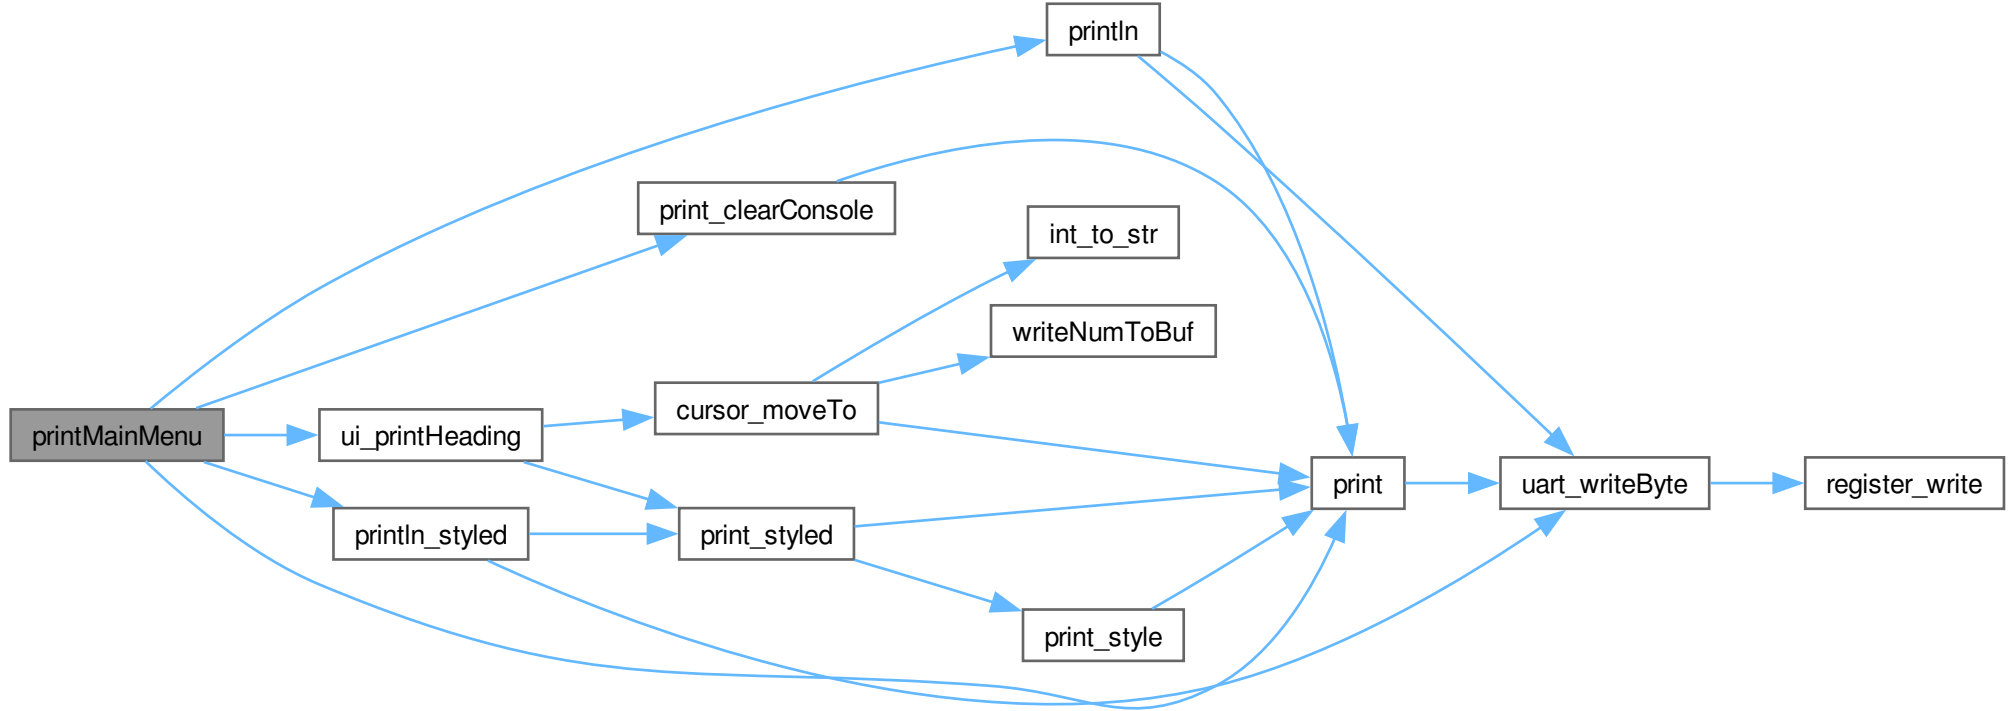 println
print_clearConsole
int_to_str
writeNumToBuf
cursor_moveTo
printMainMenu
ui_printHeading
print
uart_writeByte
register_write
println_styled
print_styled
print_style